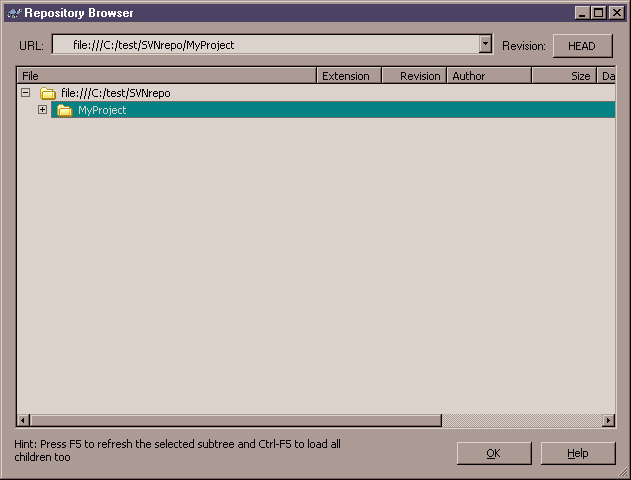 Repository Browser
URL: file:///C:/test/SVNrepo/MyProject Revision: HEAD
File Extension Revision Author Size Da
file:///C:/test/SVNrepo
MyProject
Hint: Press F5 to refresh the selected subtree and Ctrl-F5 to load all
children too
OK Help